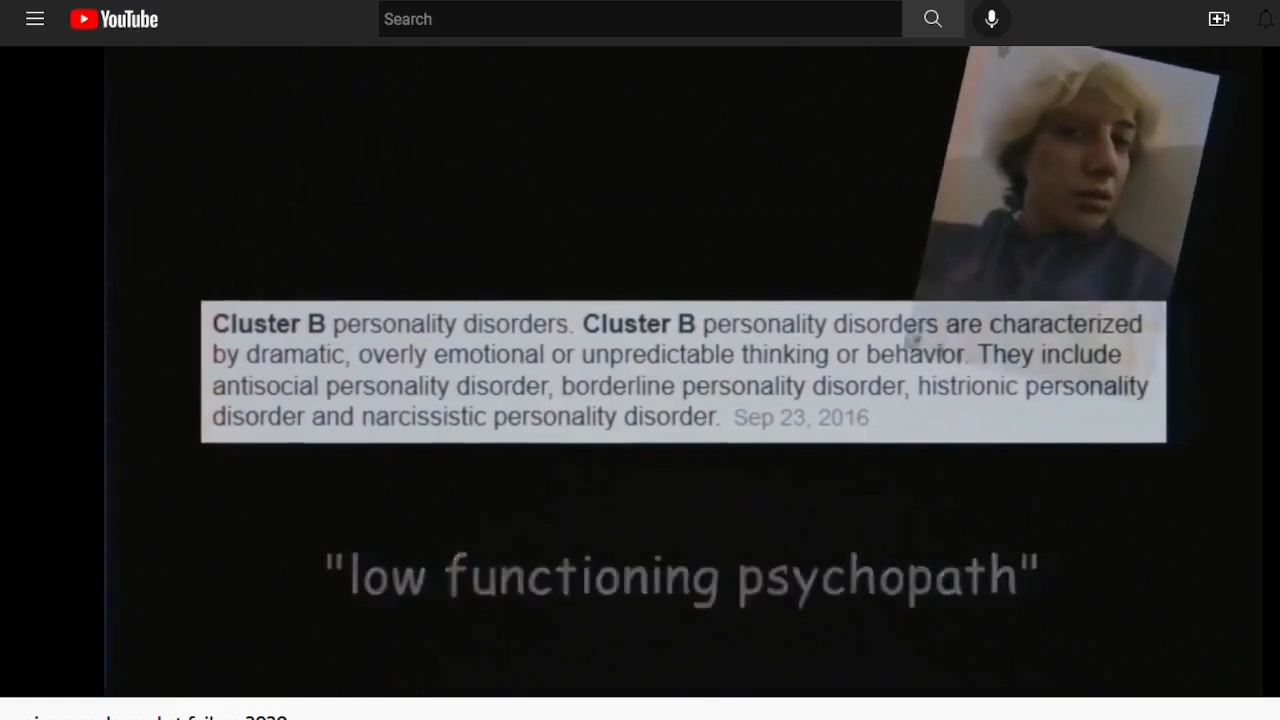 YouTube
Search
Cluster B personality disorders. Cluster B personality disorders are characterized
by dramatic, overly emotional or unpredictable thinking or behavior. They include
antisocial personality disorder, borderline personality disorder, histrionic personality
disorder and narcissistic personality disorder. Sep 23, 2016
"low functioning psychopath"
2020